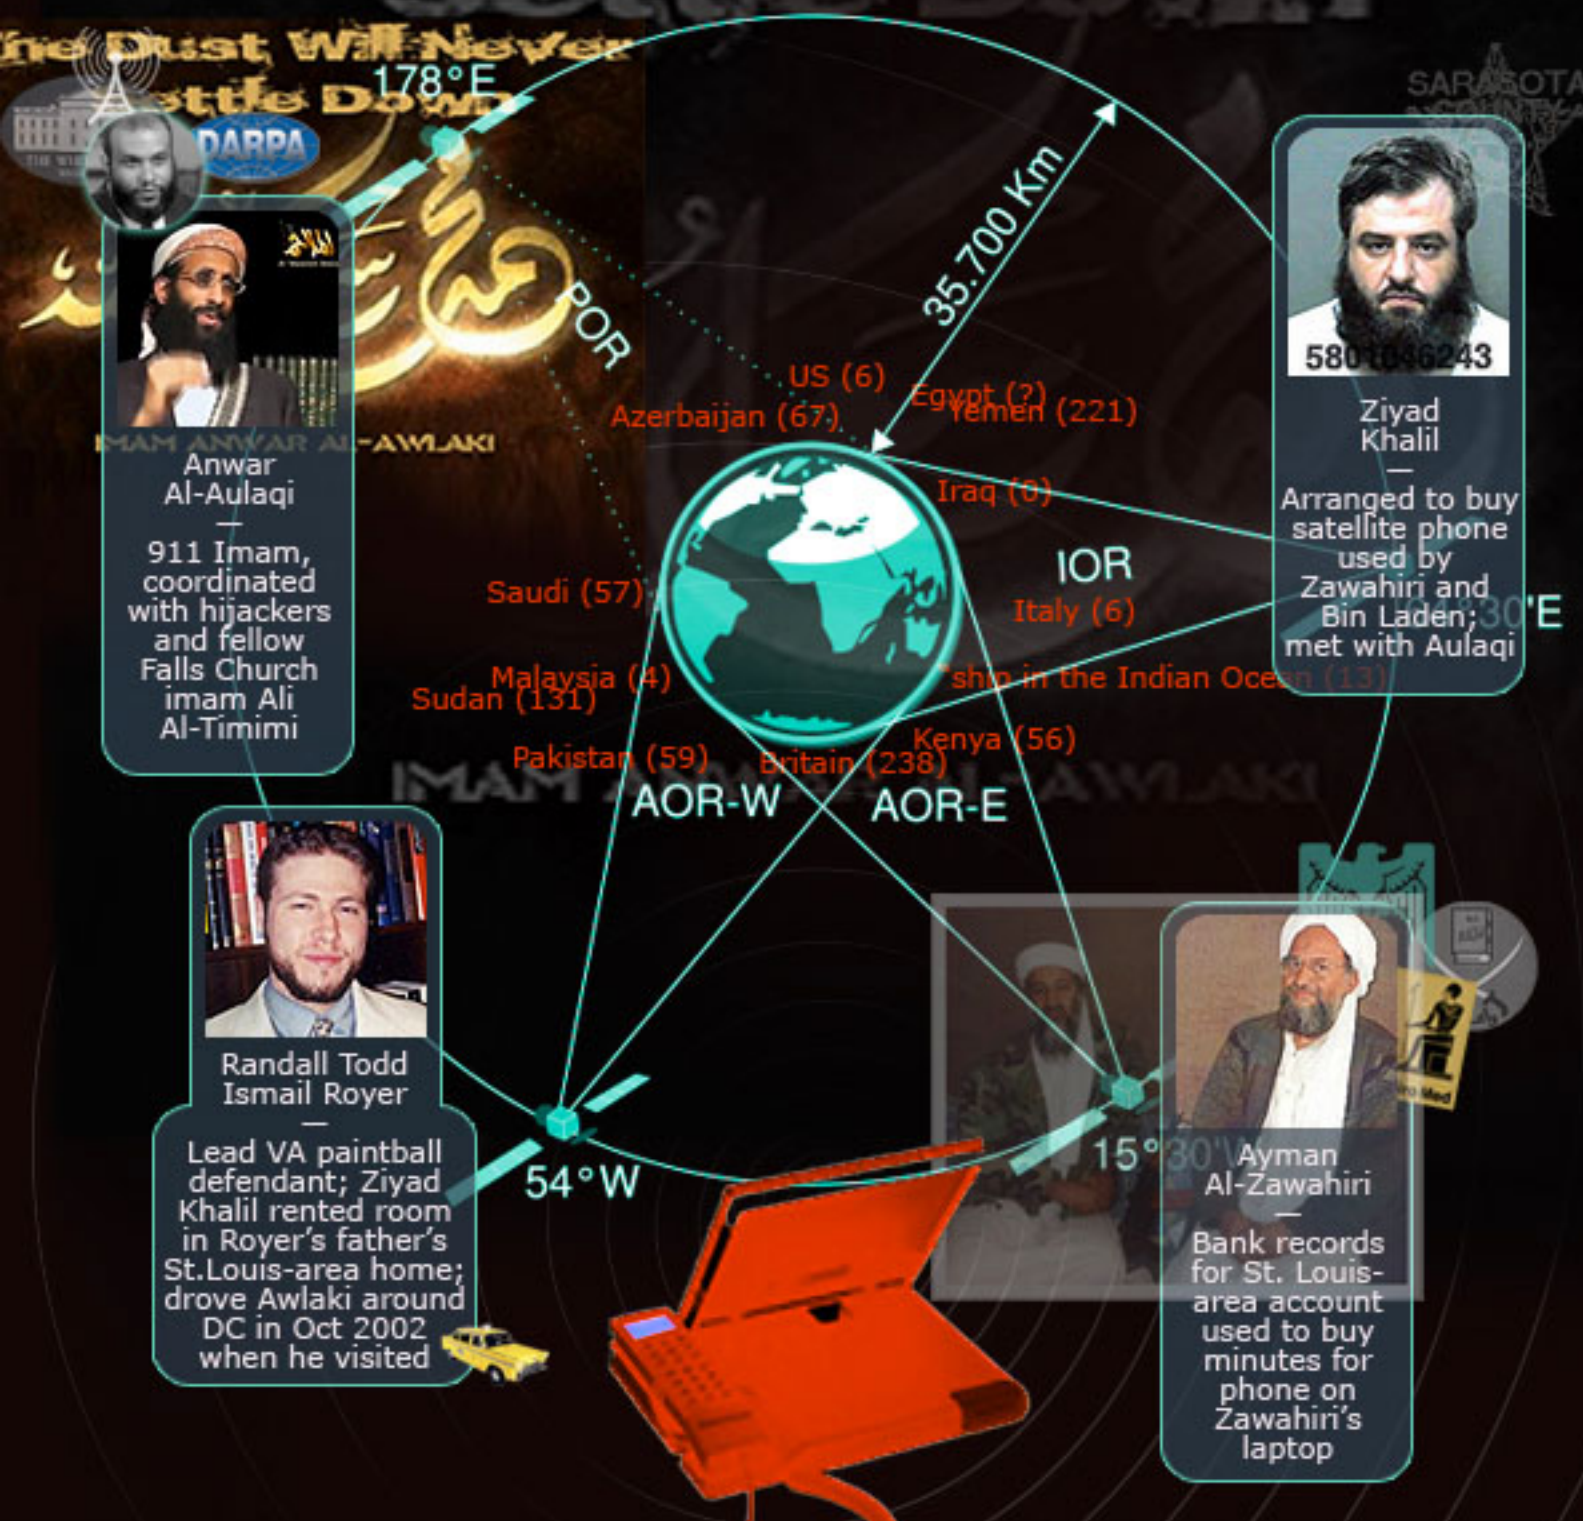 The Dust Will Never
Settle Down
178°E
DARPA
SARASOTA
COUNTY
35.700 Km
POR
5801046243
US (6)
Egypt (?)
Azerbaijan (67)
Yemen (221)
IMAM ANWAR AL-AWLAKI
Ziyad
Khalil
—
Arranged to buy
satellite phone
used by
Zawahiri and
Bin Laden;
met with Aulaqi
Anwar
Al-Aulaqi
—
911 Imam,
coordinated
with hijackers
and fellow
Falls Church
imam Ali
Al-Timimi
Iraq (0)
IOR
30'E
Saudi (57)
Italy (6)
Malaysia (4)
"ship in the Indian Ocean (13)
Sudan (131)
Kenya (56)
Pakistan (59)
Britain (238)
IMAM ANWAR AL-AWLAKI
AOR-W
AOR-E
Randall Todd
Ismail Royer
—
Lead VA paintball
defendant; Ziyad
Khalil rented room
in Royer's father's
St.Louis-area home;
drove Awlaki around
DC in Oct 2002
when he visited
54°W
15°30'W
Ayman
Al-Zawahiri
—
Bank records
for St. Louis-
area account
used to buy
minutes for
phone on
Zawahiri's
laptop